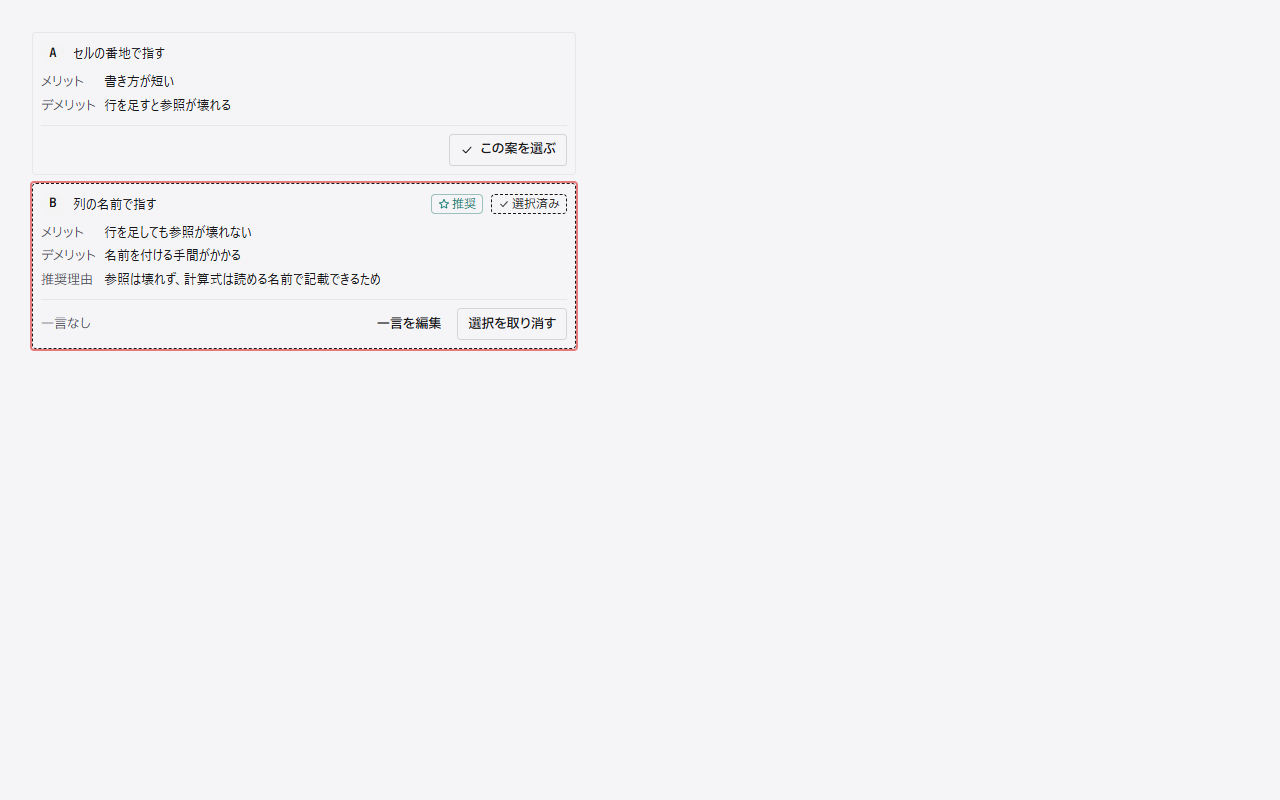 A セルの番地で指す
メリット 書き方が短い
デメリット 行を足すと参照が壊れる
この案を選ぶ
B 列の名前で指す 推奨 選択済み
メリット 行を足しても参照が壊れない
デメリット 名前を付ける手間がかかる
推奨理由 参照は壊れず、計算式は読める名前で記載できるため
一言なし 一言を編集 選択を取り消す